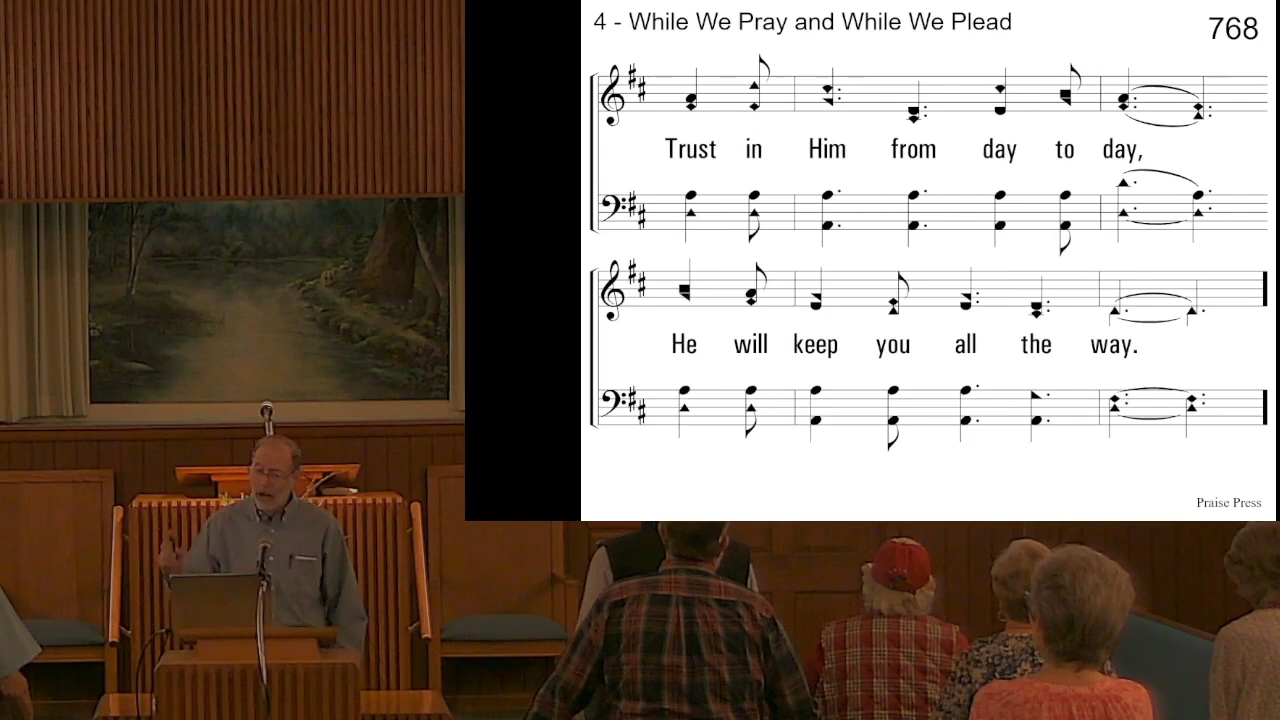 4 - While We Pray and While We Plead
768
Trust in Him from day to day,
He will keep you all the way.
Praise Press